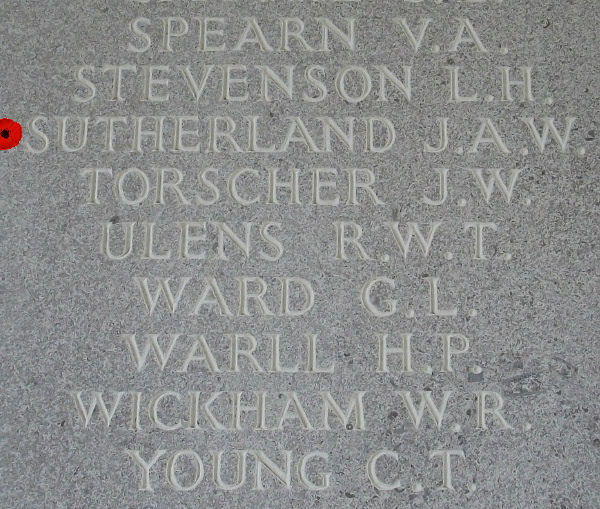 SPEARN V.A.
STEVENSON L.H.
SUTHERLAND J.A.W.
TORSCHER J.W.
ULENS R.W.T.
WARD G.L.
WARLL H.P.
WICKHAM W.R.
YOUNG C.T.